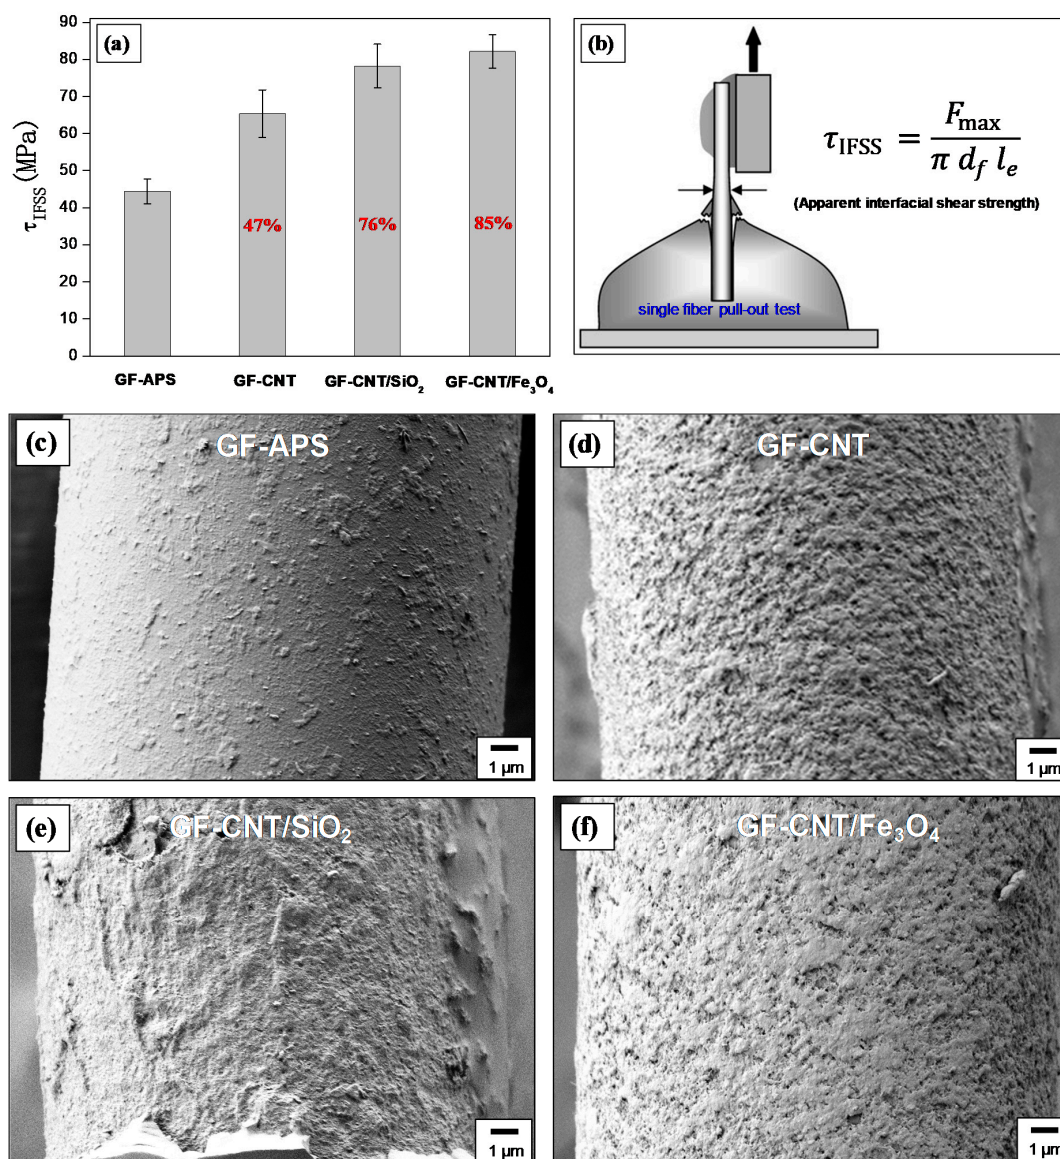 (a)
90
80
70
60
50
40
30
20
10
0
τIFSS (MPa)
47%
76%
85%
GF-APS GF-CNT GF-CNT/SiO₂ GF-CNT/Fe₃O₄
(b)
τIFSS = Fmax / π df le
(Apparent interfacial shear strength)
single fiber pull-out test
(c)
GF-APS
1 μm
(d)
GF-CNT
1 μm
(e)
GF-CNT/SiO₂
1 μm
(f)
GF-CNT/Fe₃O₄
1 μm